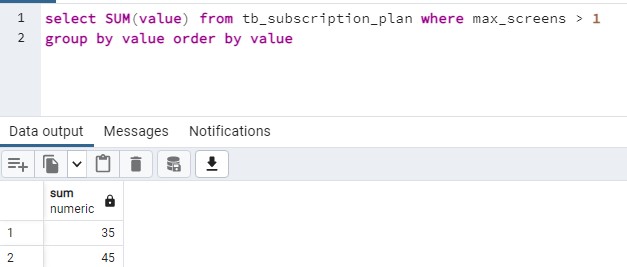 1 select SUM(value) from tb_subscription_plan where max_screens > 1
2 group by value order by value
Data output Messages Notifications
sum
numeric
1 35
2 45